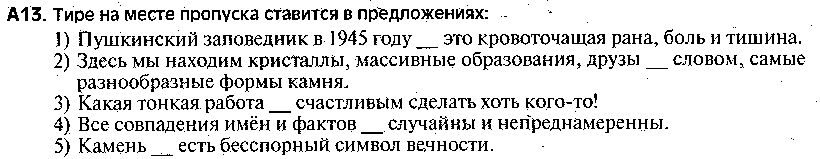 А13. Тире на месте пропуска ставится в предложениях:
1) Пушкинский заповедник в 1945 году __ это кровоточащая рана, боль и тишина.
2) Здесь мы находим кристаллы, массивные образования, друзы __ словом, самые
разнообразные формы камня.
3) Какая тонкая работа __ счастливым сделать хоть кого-то!
4) Все совпадения имён и фактов __ случайны и непреднамеренны.
5) Камень __ есть бесспорный символ вечности.